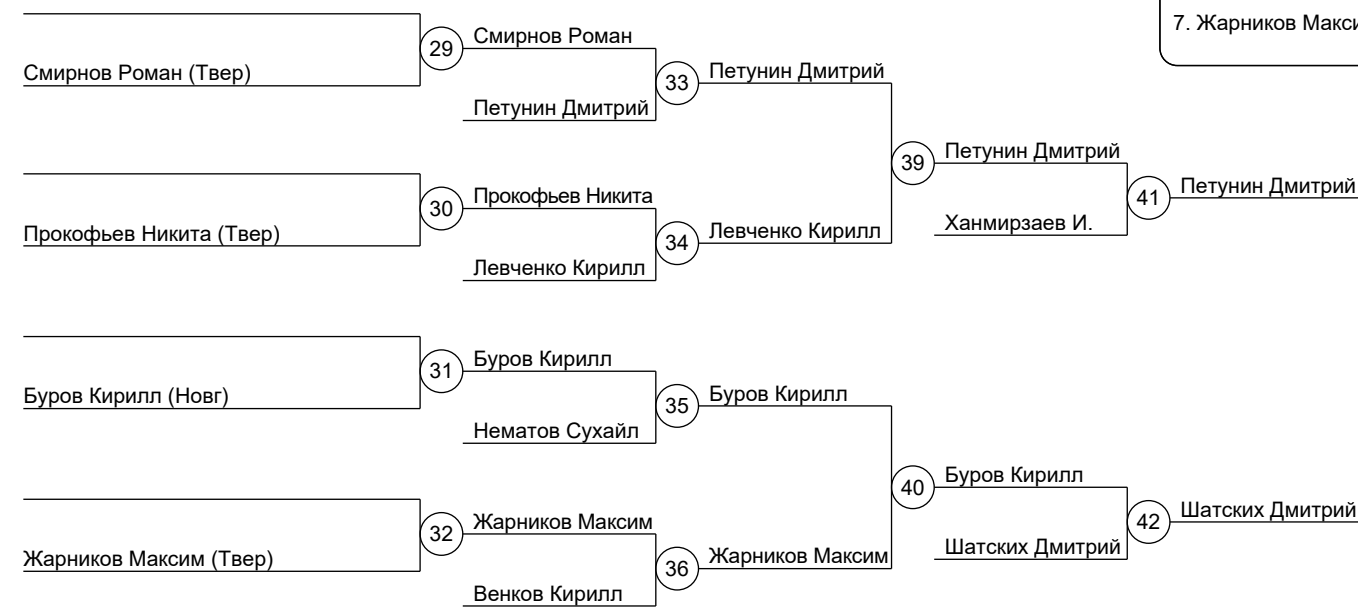 7. Жарников Макси
29
Смирнов Роман
Смирнов Роман (Твер)
33
Петунин Дмитрий
Петунин Дмитрий
39
Петунин Дмитрий
30
Прокофьев Никита
41
Петунин Дмитрий
Прокофьев Никита (Твер)
34
Левченко Кирилл
Ханмирзаев И.
Левченко Кирилл
31
Буров Кирилл
Буров Кирилл (Новг)
35
Буров Кирилл
Нематов Сухайл
40
Буров Кирилл
32
Жарников Максим
42
Шатских Дмитрий
Жарников Максим (Твер)
36
Жарников Максим
Шатских Дмитрий
Венков Кирилл